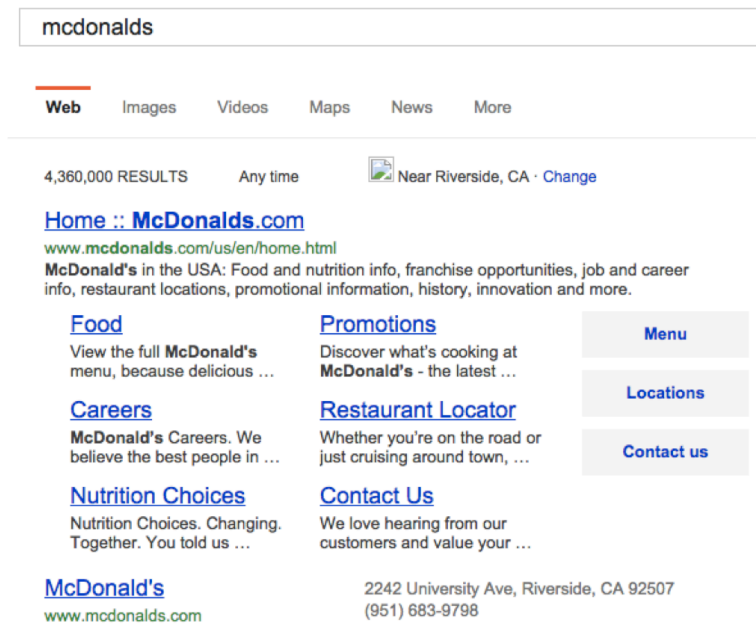 mcdonalds
Web Images Videos Maps News More
4,360,000 RESULTS Any time Near Riverside, CA · Change
Home :: McDonalds.com
www.mcdonalds.com/us/en/home.html
McDonald's in the USA: Food and nutrition info, franchise opportunities, job and career
info, restaurant locations, promotional information, history, innovation and more.
Food
View the full McDonald's
menu, because delicious ...
Promotions
Discover what's cooking at
McDonald's - the latest ...
Menu
Locations
Contact us
Careers
McDonald's Careers. We
believe the best people in ...
Restaurant Locator
Whether you're on the road or
just cruising around town, ...
Nutrition Choices
Nutrition Choices. Changing.
Together. You told us ...
Contact Us
We love hearing from our
customers and value your ...
McDonald's
www.mcdonalds.com
2242 University Ave, Riverside, CA 92507
(951) 683-9798